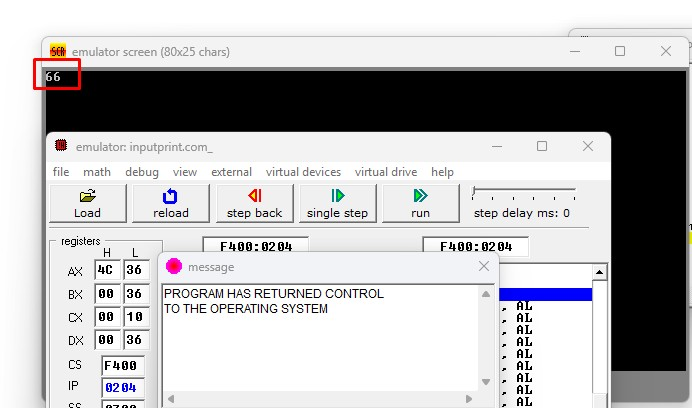 SCR emulator screen (80x25 chars)
66
emulator: inputprint.com_
file math debug view external virtual devices virtual drive help
Load reload step back single step run step delay ms: 0
registers F400:0204 F400:0204
H L
AX 4C 36
BX 00 36
CX 00 10
DX 00 36
CS F400
IP 0204
message
PROGRAM HAS RETURNED CONTROL
TO THE OPERATING SYSTEM
, AL
, AL
, AL
, AL
, AL
, AL
, AL
, AL
, AL